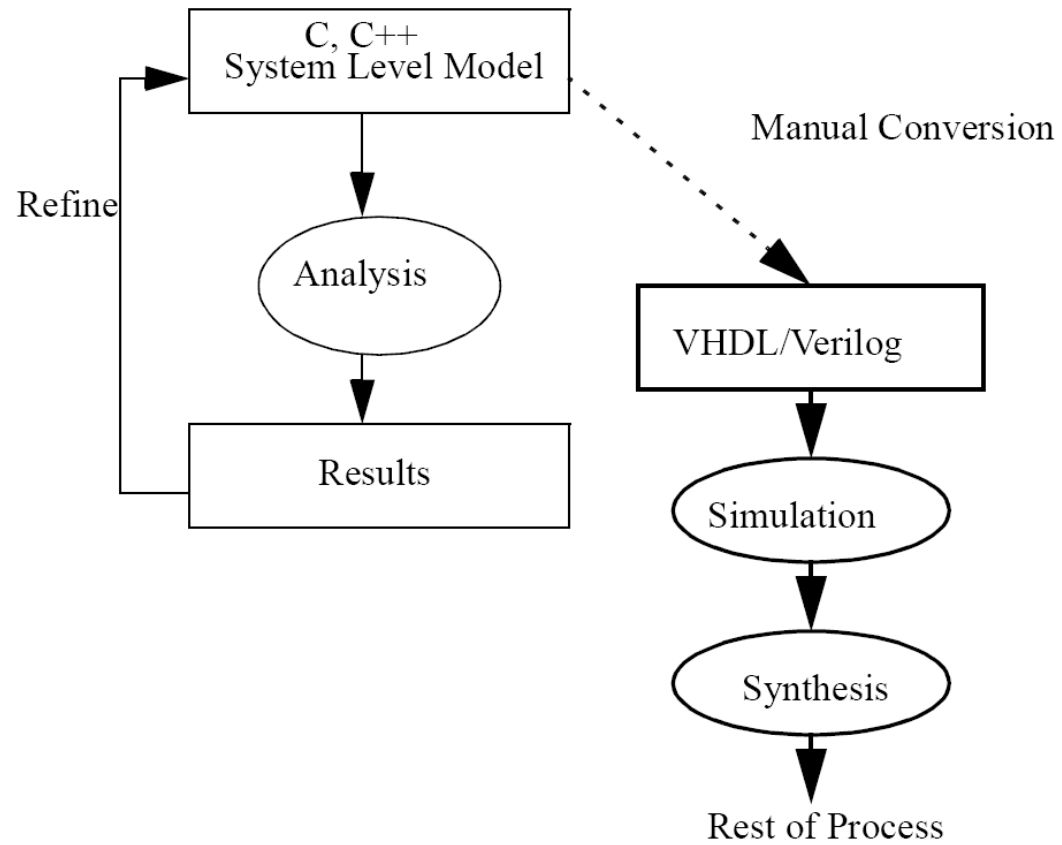 C, C++
System Level Model
Manual Conversion
Refine
Analysis
VHDL/Verilog
Results
Simulation
Synthesis
Rest of Process